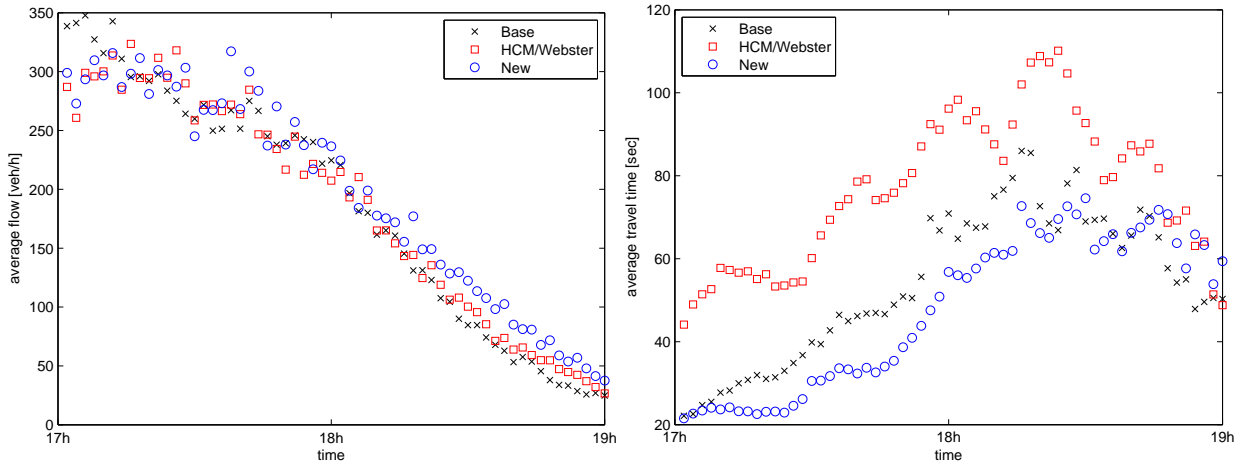 350
300
250
200
150
100
50
0
average flow [veh/h]
17h
18h
19h
time
Base
HCM/Webster
New
120
100
80
60
40
20
average travel time [sec]
17h
18h
19h
time
Base
HCM/Webster
New